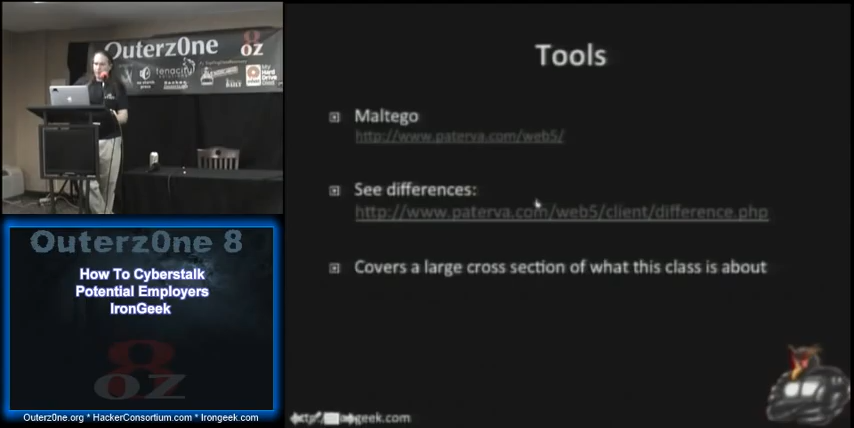 Outerz0ne
8
OZ
tenacity
Outerz0ne 8
How To Cyberstalk
Potential Employers
IronGeek
8
OZ
Outerz0ne.org * HackerConsortium.com * Irongeek.com
Tools
Maltego
http://www.paterva.com/web5/
See differences:
http://www.paterva.com/web5/client/difference.php
Covers a large cross section of what this class is about